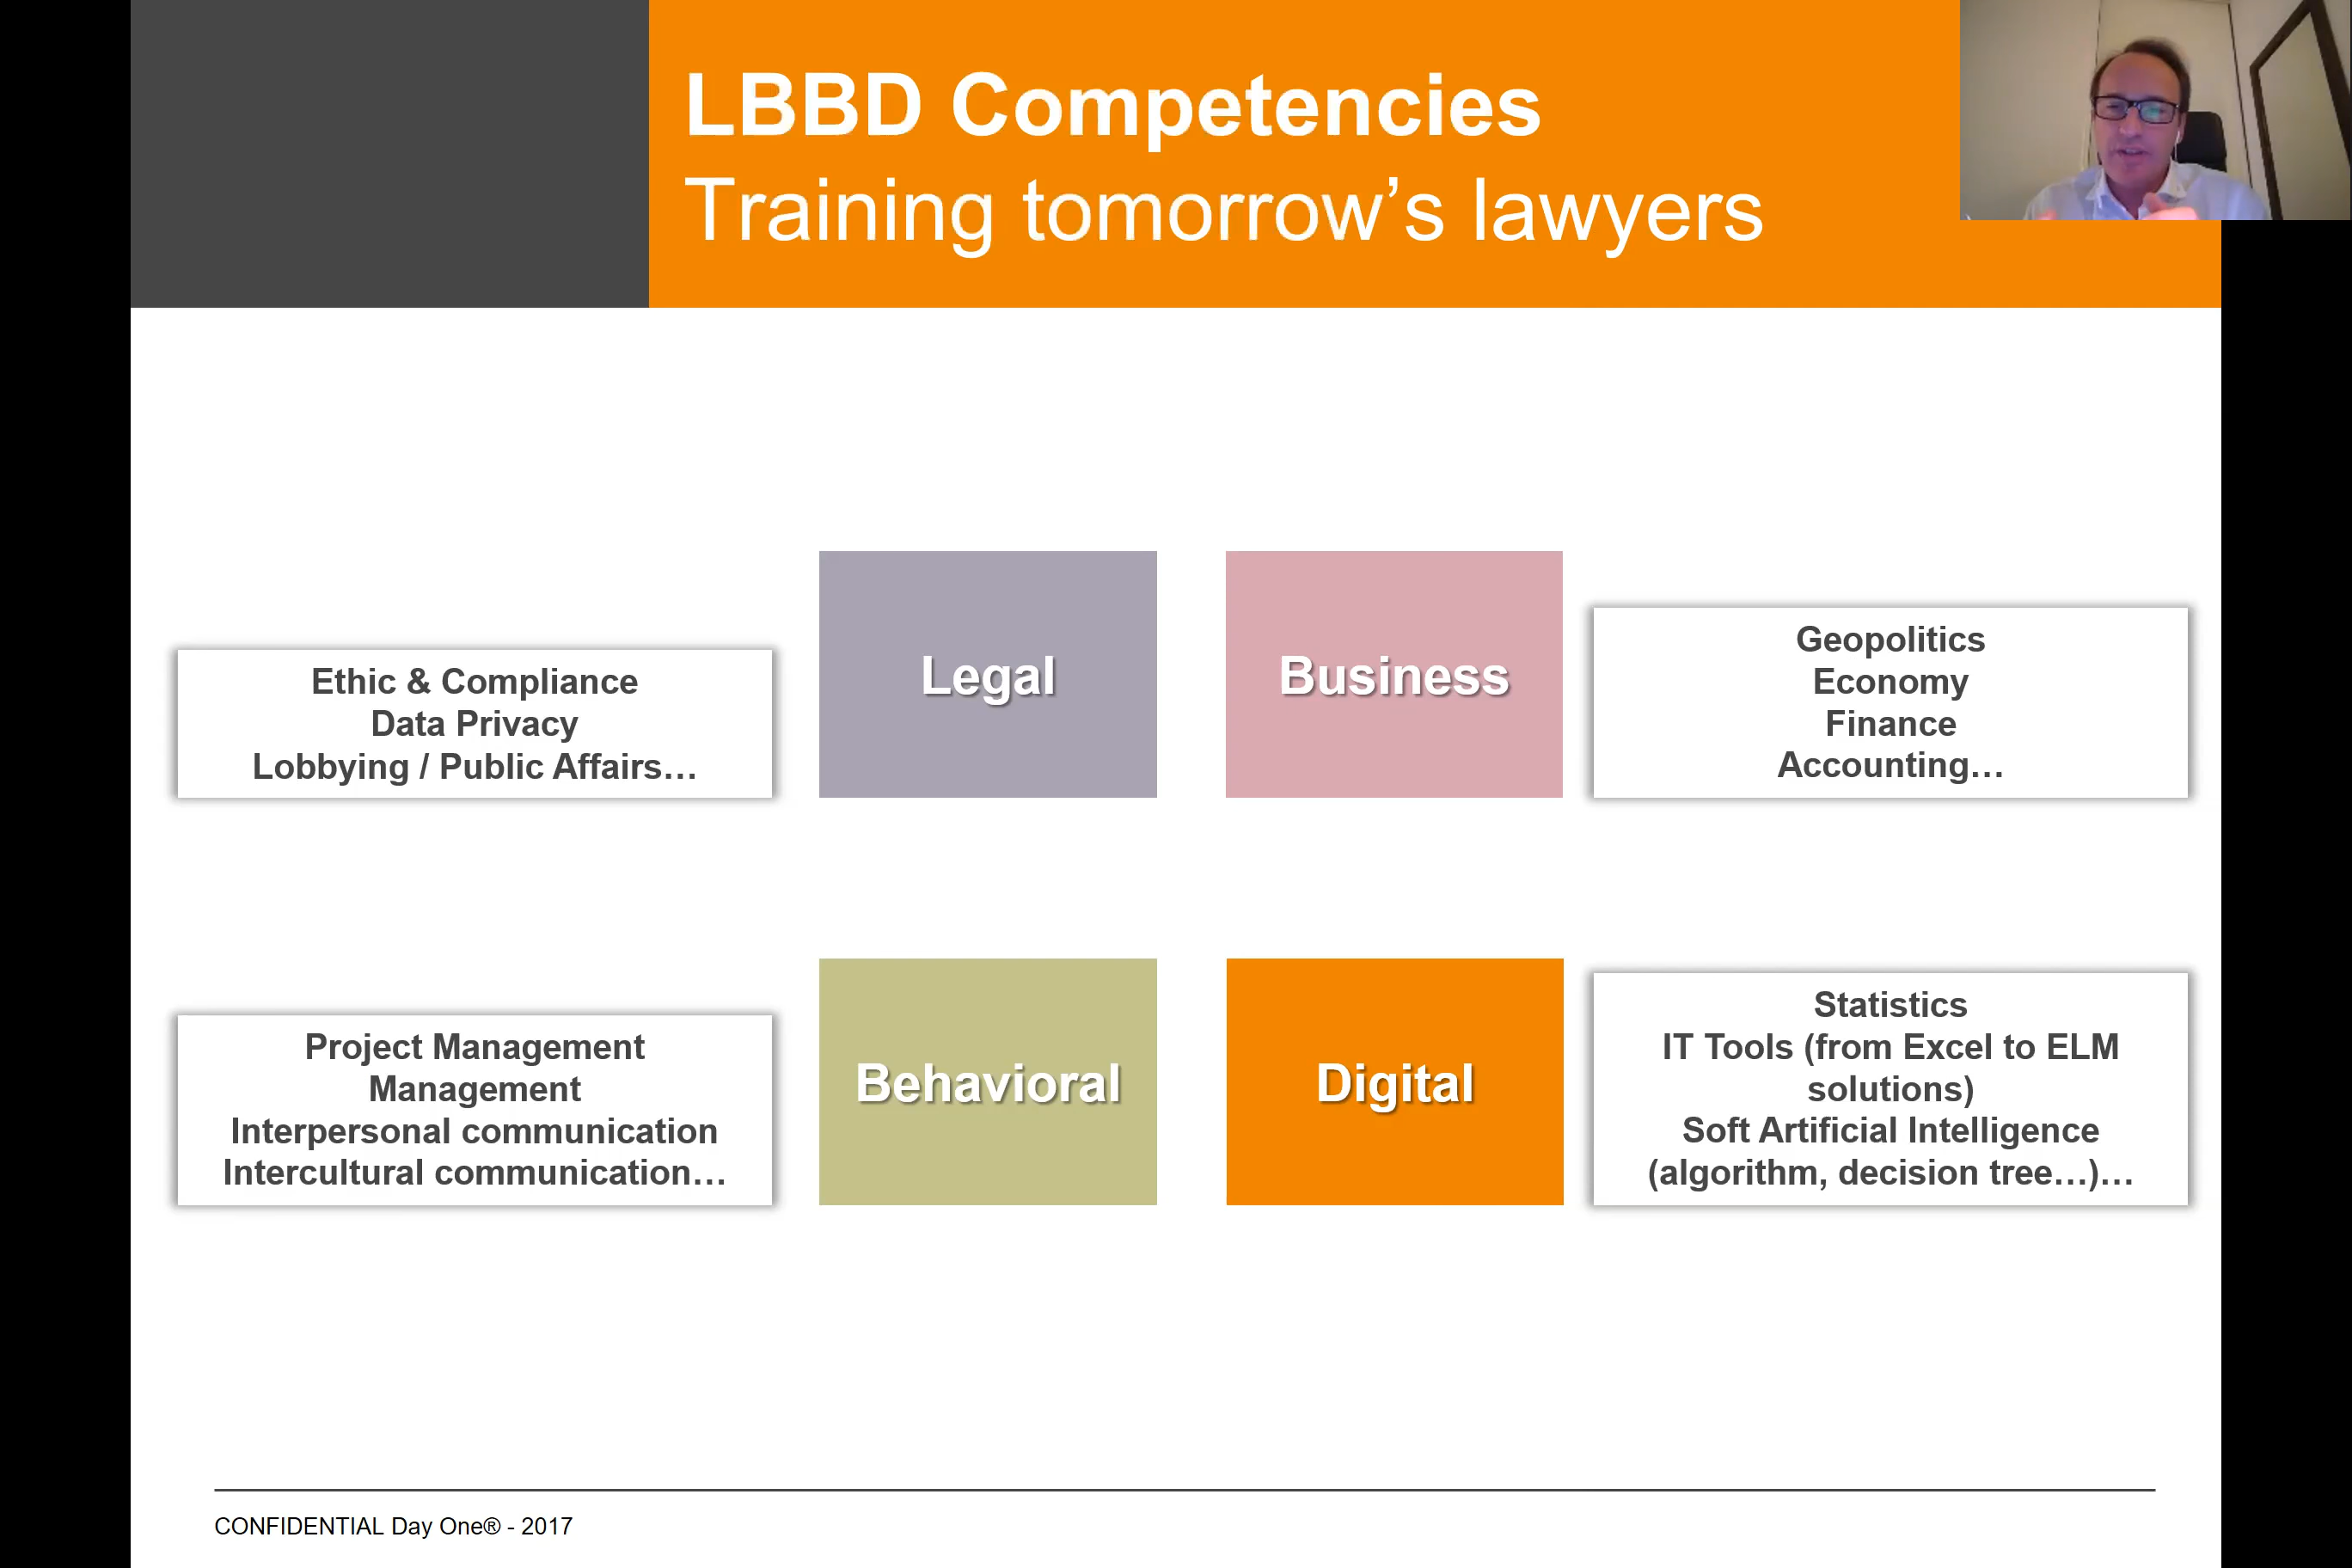 LBBD Competencies
Training tomorrow’s lawyers
Legal
Business
Ethic & Compliance
Data Privacy
Lobbying / Public Affairs…
Geopolitics
Economy
Finance
Accounting…
Behavioral
Digital
Project Management
Management
Interpersonal communication
Intercultural communication…
Statistics
IT Tools (from Excel to ELM
solutions)
Soft Artificial Intelligence
(algorithm, decision tree…)…
CONFIDENTIAL Day One® - 2017